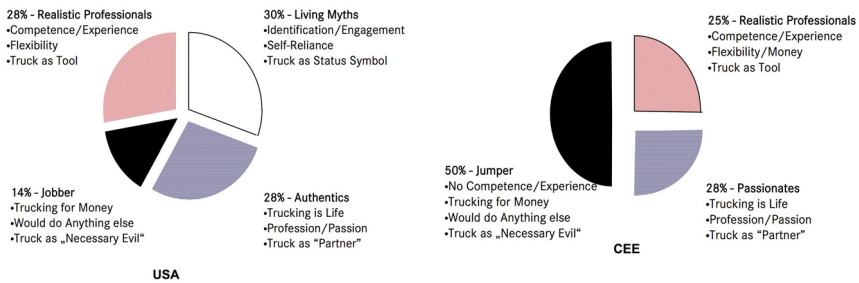 28% - Realistic Professionals
•Competence/Experience
•Flexibility
•Truck as Tool
30% - Living Myths
•Identification/Engagement
•Self-Reliance
•Truck as Status Symbol
14% - Jobber
•Trucking for Money
•Would do Anything else
•Truck as „Necessary Evil“
28% - Authentics
•Trucking is Life
•Profession/Passion
•Truck as “Partner”
USA
25% - Realistic Professionals
•Competence/Experience
•Flexibility/Money
•Truck as Tool
50% - Jumper
•No Competence/Experience
•Trucking for Money
•Would do Anything else
•Truck as „Necessary Evil“
28% - Passionates
•Trucking is Life
•Profession/Passion
•Truck as “Partner”
CEE